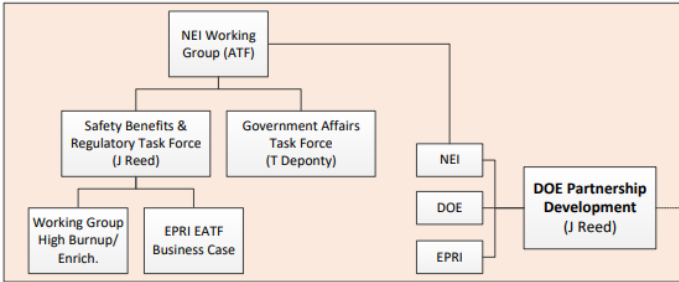 NEI Working
Group (ATF)
Safety Benefits &
Regulatory Task Force
(J Reed)
Government Affairs
Task Force
(T Deponty)
Working Group
High Burnup/
Enrich.
EPRI EATF
Business Case
NEI
DOE
EPRI
DOE Partnership
Development
(J Reed)